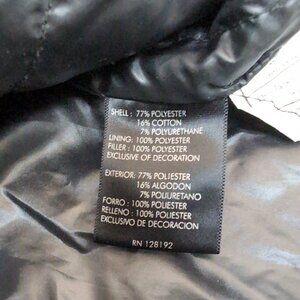 SHELL : 77% POLYESTER
16% COTTON
7% POLYURETHANE
LINING: 100% POLYESTER
FILLER : 100% POLYESTER
EXCLUSIVE OF DECORATION
EXTERIOR: 77% POLIESTER
16% ALGODON
7% POLIURETANO
FORRO : 100% POLIESTER
RELLENO : 100% POLIESTER
EXCLUSIVO DE DECORACION
RN 128192